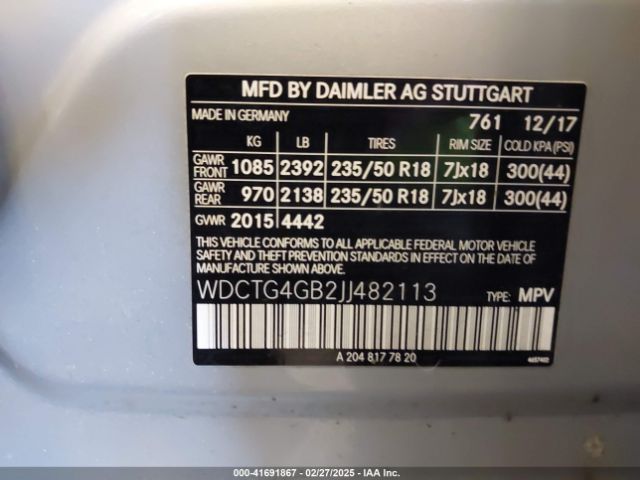 MFD BY DAIMLER AG STUTTGART
MADE IN GERMANY 761 12/17
KG LB TIRES RIM SIZE COLD KPA (PSI)
GAWR FRONT 1085 2392 235/50 R18 7Jx18 300(44)
GAWR REAR 970 2138 235/50 R18 7Jx18 300(44)
GVWR 2015 4442
THIS VEHICLE CONFORMS TO ALL APPLICABLE FEDERAL MOTOR VEHICLE
SAFETY AND THEFT PREVENTION STANDARDS IN EFFECT ON THE DATE OF
MANUFACTURE SHOWN ABOVE.
WDCTG4GB2JJ482113 TYPE: MPV
A 204 817 78 20
WDC-41691867 02/27/2025 IAA Inc.